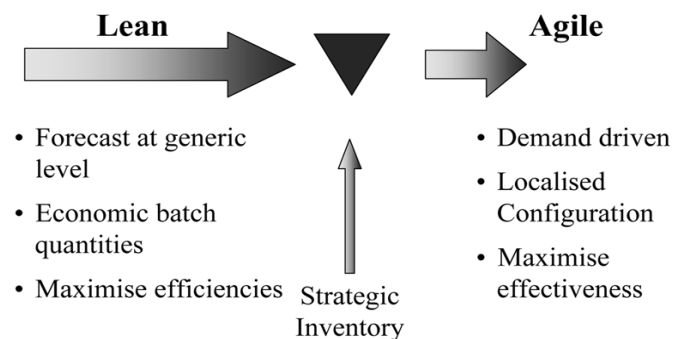 Lean
• Forecast at generic
level
• Economic batch
quantities
• Maximise efficiencies
Strategic
Inventory
Agile
• Demand driven
• Localised
Configuration
• Maximise
effectiveness